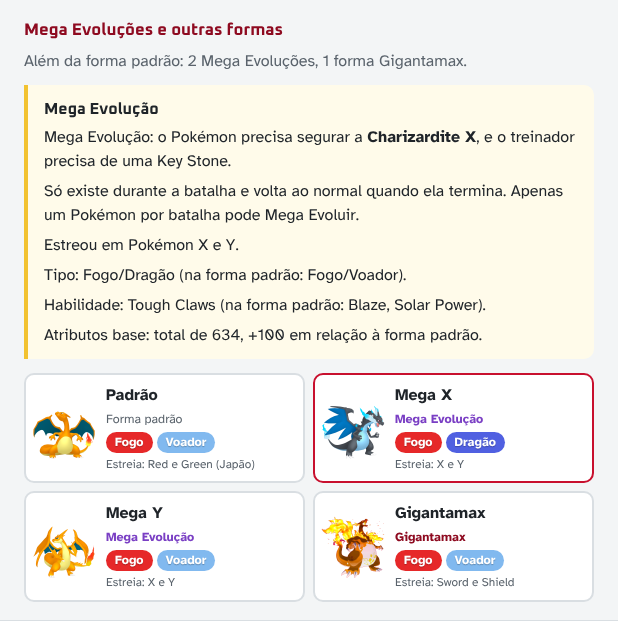 Mega Evoluções e outras formas
Além da forma padrão: 2 Mega Evoluções, 1 forma Gigantamax.
Mega Evolução
Mega Evolução: o Pokémon precisa segurar a Charizardite X, e o treinador
precisa de uma Key Stone.
Só existe durante a batalha e volta ao normal quando ela termina. Apenas
um Pokémon por batalha pode Mega Evoluir.
Estreou em Pokémon X e Y.
Tipo: Fogo/Dragão (na forma padrão: Fogo/Voador).
Habilidade: Tough Claws (na forma padrão: Blaze, Solar Power).
Atributos base: total de 634, +100 em relação à forma padrão.
Padrão
Forma padrão
Fogo Voador
Estreia: Red e Green (Japão)
Mega X
Mega Evolução
Fogo Dragão
Estreia: X e Y
Mega Y
Mega Evolução
Fogo Voador
Estreia: X e Y
Gigantamax
Gigantamax
Fogo Voador
Estreia: Sword e Shield